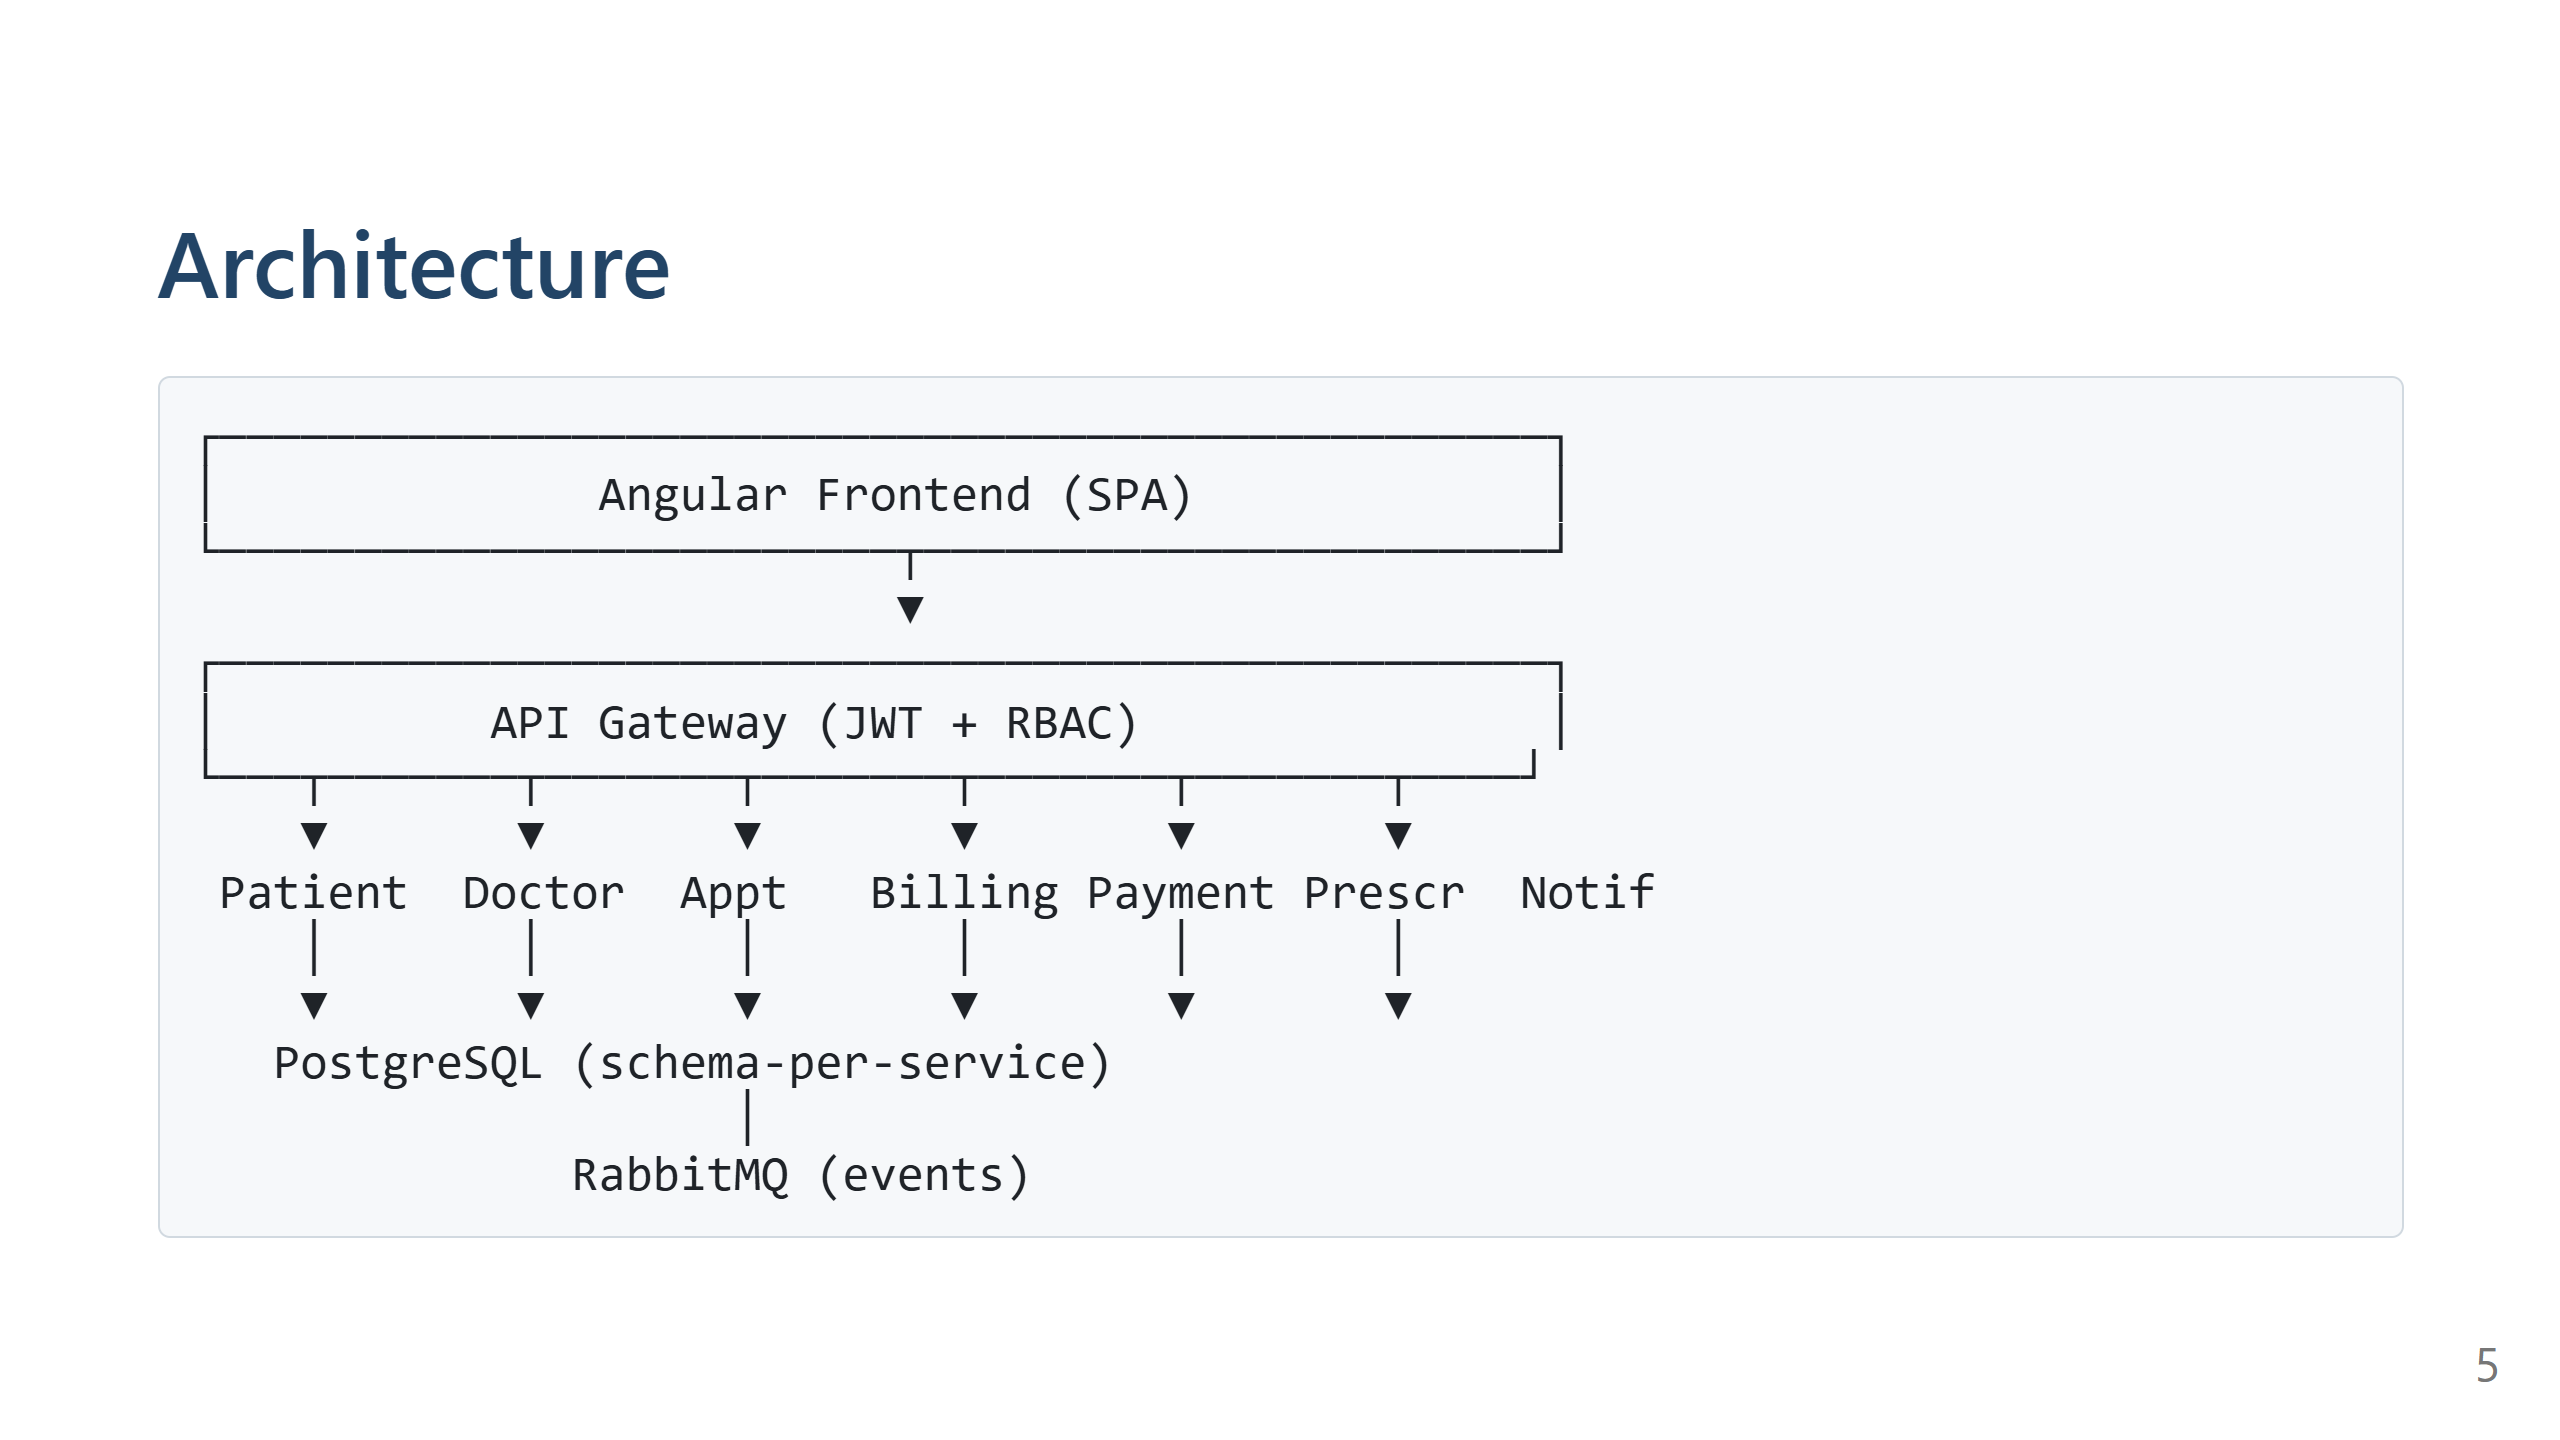 Architecture
Angular Frontend (SPA)
API Gateway (JWT + RBAC)
Patient Doctor Appt Billing Payment Prescr Notif
PostgreSQL (schema-per-service)
RabbitMQ (events)
5